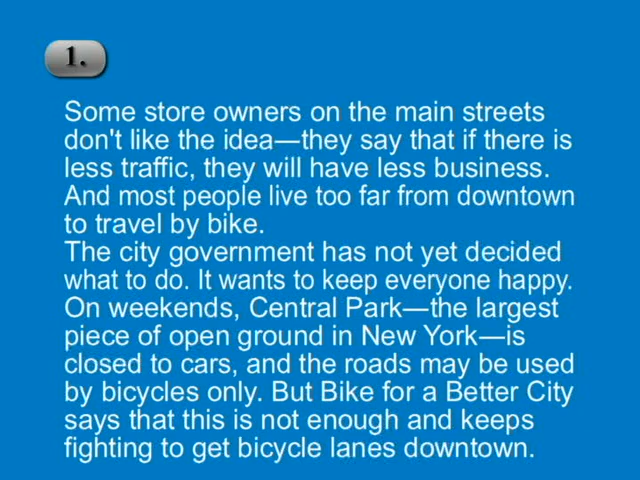 1.
Some store owners on the main streets
don't like the idea—they say that if there is
less traffic, they will have less business.
And most people live too far from downtown
to travel by bike.
The city government has not yet decided
what to do. It wants to keep everyone happy.
On weekends, Central Park—the largest
piece of open ground in New York—is
closed to cars, and the roads may be used
by bicycles only. But Bike for a Better City
says that this is not enough and keeps
fighting to get bicycle lanes downtown.